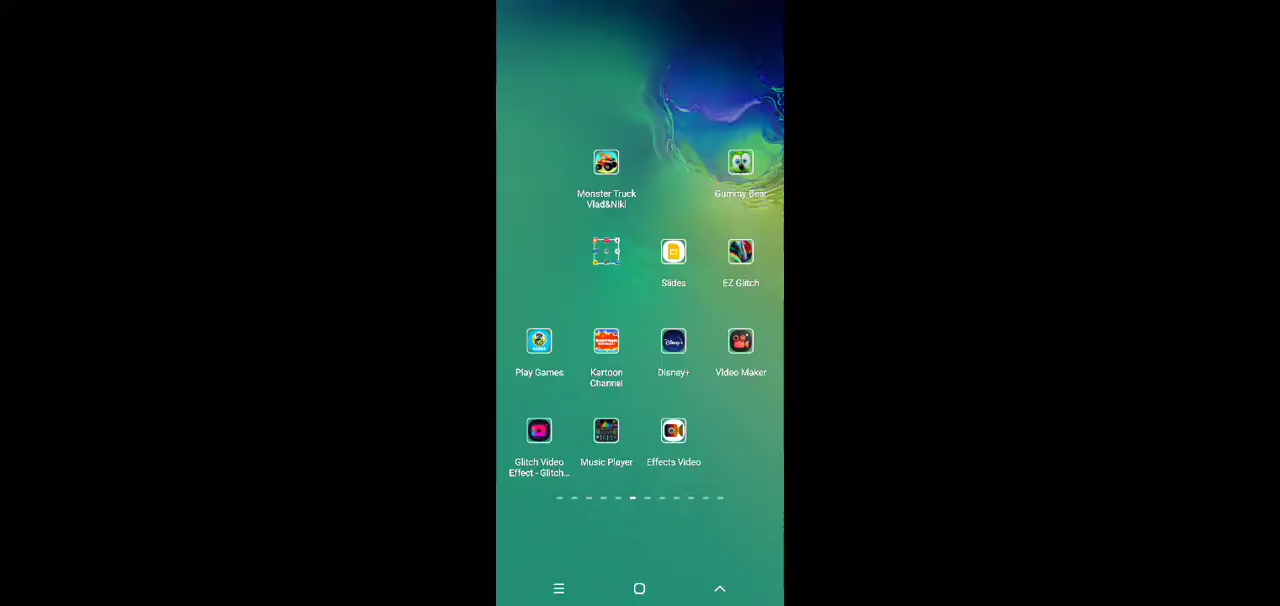 Monster Truck
Vlad&Niki
Gummy Bear
Slides
EZ Glitch
Play Games
Kartoon
Channel
Disney+
Video Maker
Glitch Video
Effect - Glitch...
Music Player
Effects Video